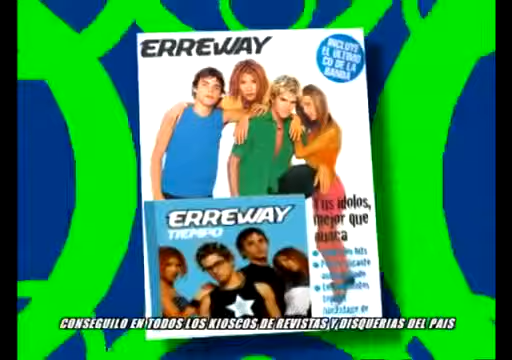 ERREWAY
INCLUYE
EL ULTIMO
CD DE LA
BANDA
Tus ídolos,
mejor que
nunca
ERREWAY
TIEMPO
CONSEGUILO EN TODOS LOS KIOSCOS DE REVISTAS Y DISQUERIAS DEL PAIS